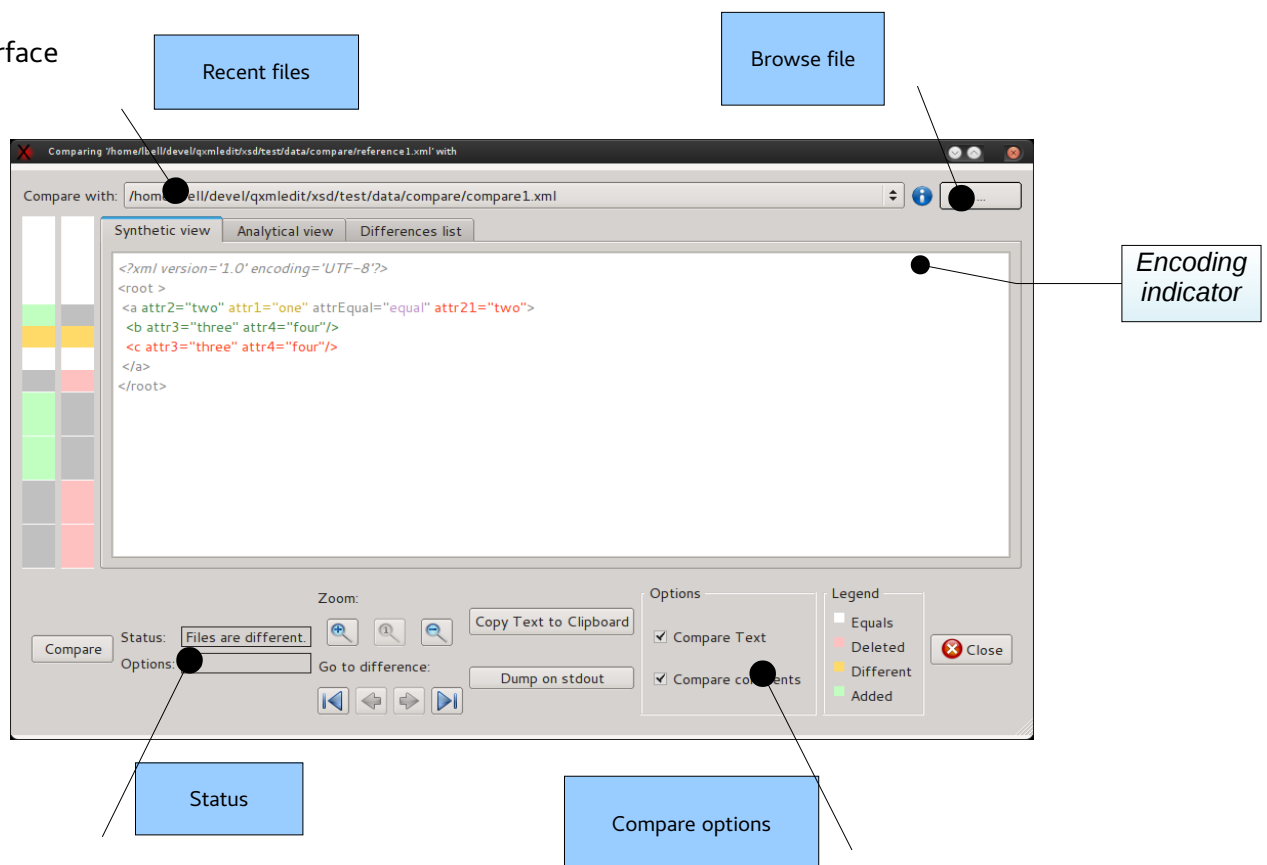 rface
Recent files
Browse file
Comparing '/home/lbell/devel/qxmledit/xsd/test/data/compare/reference1.xml' with
Compare with: /hom ell/devel/qxmledit/xsd/test/data/compare/compare1.xml
...
Synthetic view Analytical view Differences list
Encoding
indicator
<?xml version='1.0' encoding='UTF-8'?>
<root >
<a attr2="two" attr1="one" attrEqual="equal" attr21="two">
<b attr3="three" attr4="four"/>
<c attr3="three" attr4="four"/>
</a>
</root>
Compare
Status: Files are different.
Options:
Zoom:
Go to difference:
Copy Text to Clipboard
Dump on stdout
Options
Compare Text
Compare comments
Legend
Equals
Deleted
Different
Added
Close
Status
Compare options